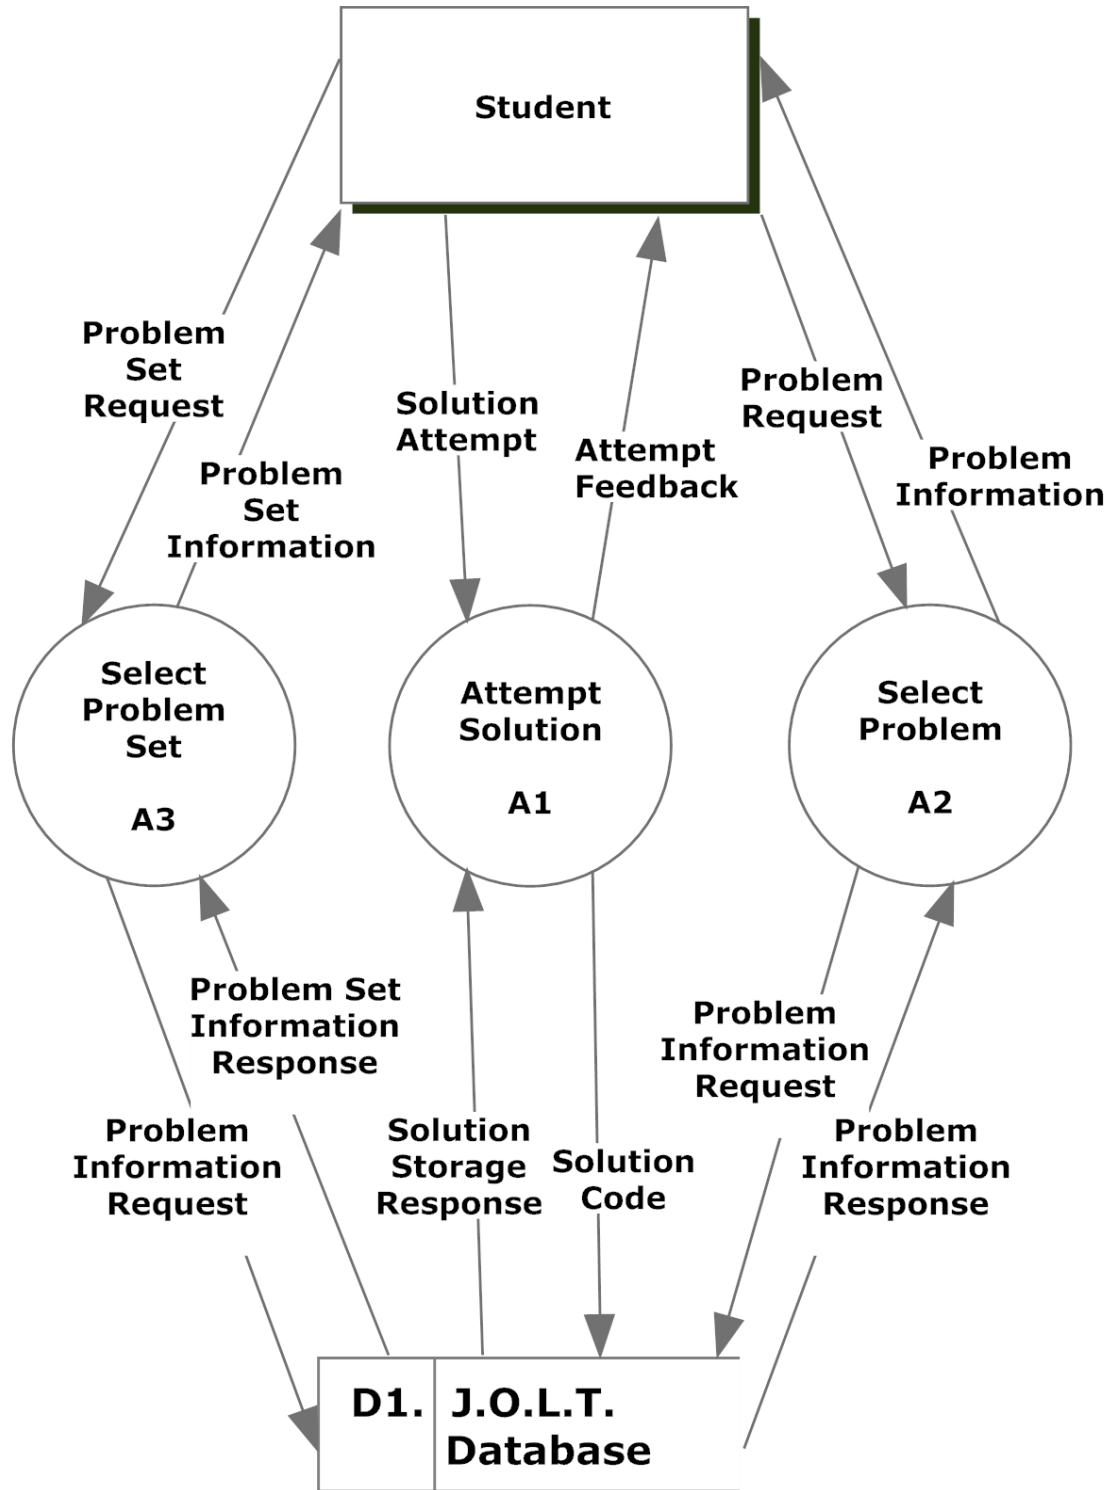 Student
Problem
Set
Request
Problem
Set
Information
Solution
Attempt
Attempt
Feedback
Problem
Request
Problem
Information
Select
Problem
Set
A3
Attempt
Solution
A1
Select
Problem
A2
Problem Set
Information
Response
Problem
Information
Request
Solution
Storage
Response
Solution
Code
Problem
Information
Request
Problem
Information
Response
D1. J.O.L.T.
Database